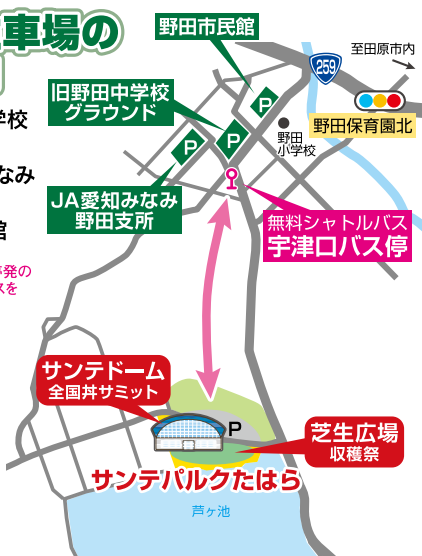 車場の
学校
なみ
館
停発の
スを
野田市民館
P
旧野田中学校
グラウンド
P
P
JA愛知みなみ
野田支所
259
至田原市内
野田保育園北
野田
小学校
無料シャトルバス
宇津口バス停
サンテドーム
全国丼サミット
P
芝生広場
収穫祭
サンテパルクたはら
芦ヶ池